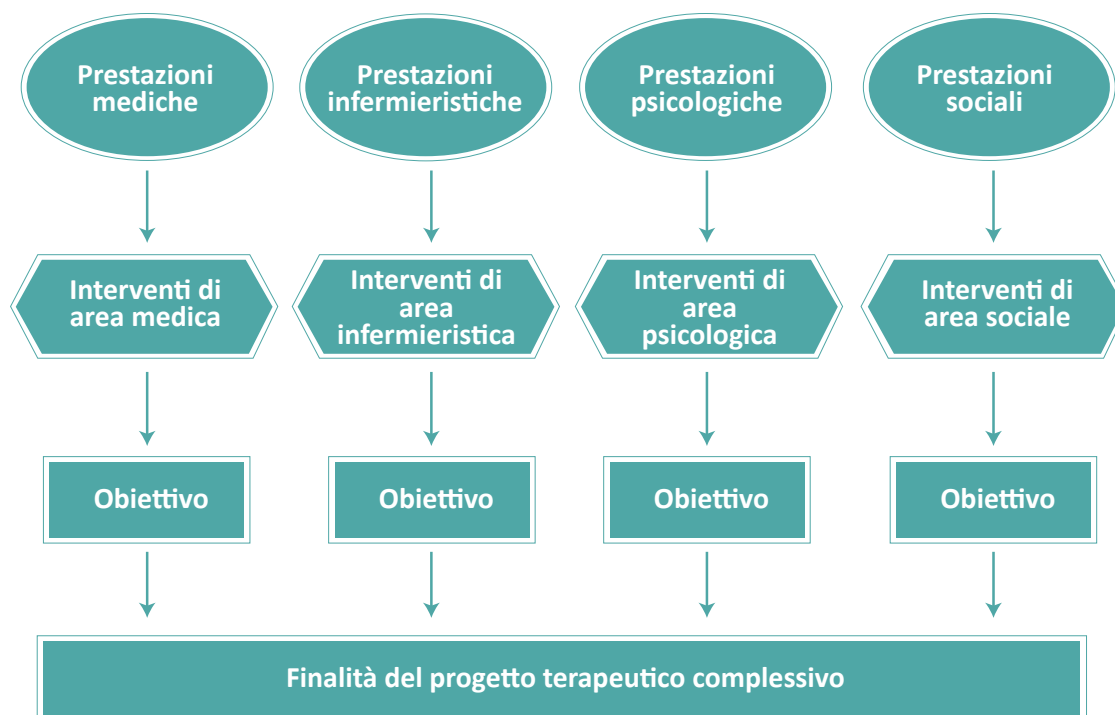 Prestazioni
mediche
Prestazioni
infermieristiche
Prestazioni
psicologiche
Prestazioni
sociali
Interventi di
area medica
Interventi di
area
infermieristica
Interventi di
area
psicologica
Interventi di
area sociale
Obiettivo
Obiettivo
Obiettivo
Obiettivo
Finalità del progetto terapeutico complessivo